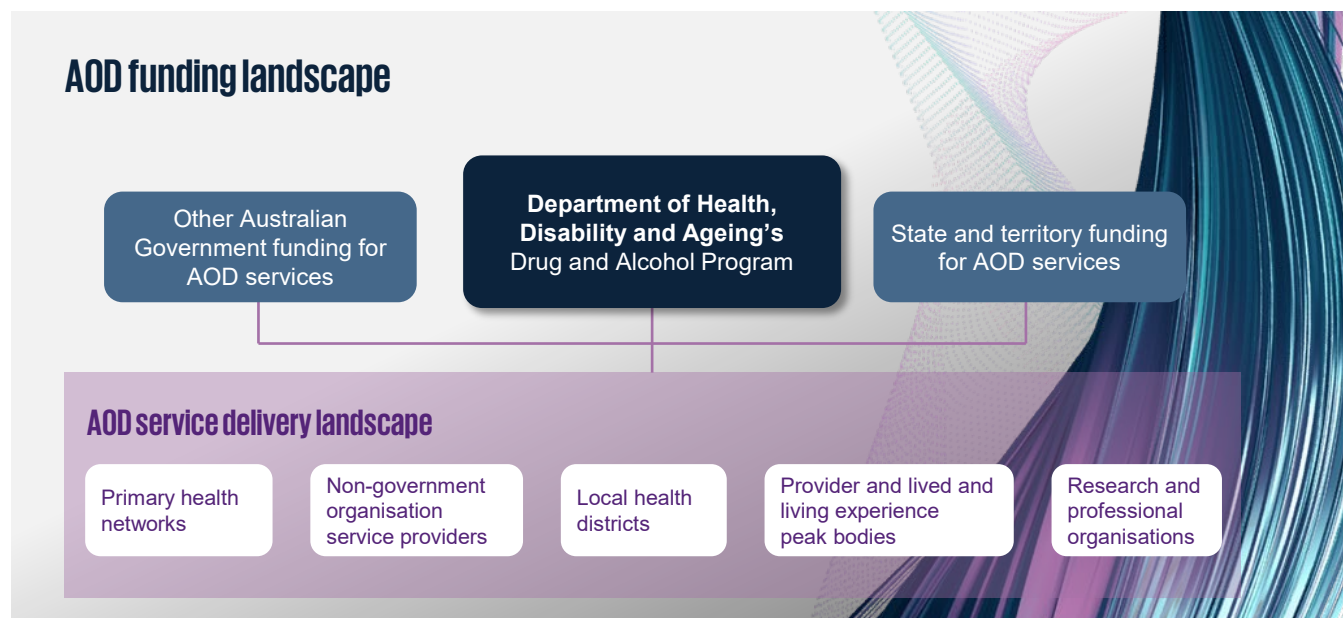 AOD funding landscape
Other Australian
Government funding for
AOD services
Department of Health,
Disability and Ageing’s
Drug and Alcohol Program
State and territory funding
for AOD services
AOD service delivery landscape
Primary health
networks
Non-government
organisation
service providers
Local health
districts
Provider and lived and
living experience
peak bodies
Research and
professional
organisations